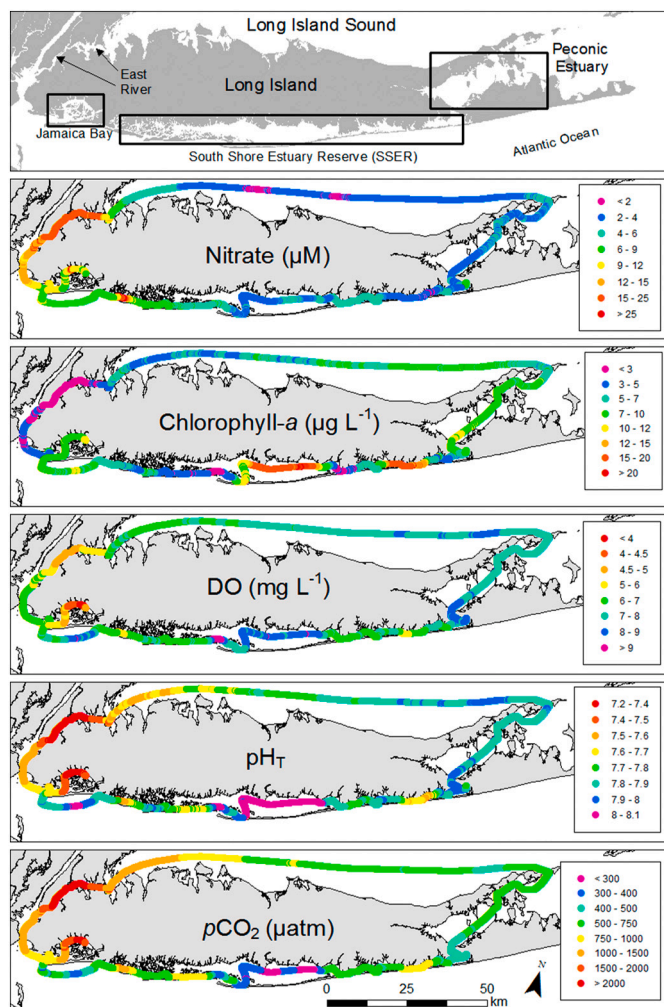 Long Island Sound
Peconic
Estuary
East
River
Long Island
Jamaica Bay
South Shore Estuary Reserve (SSER)
Atlantic Ocean
Nitrate (µM)
< 2
2 - 4
4 - 6
6 - 9
9 - 12
12 - 15
15 - 25
> 25
Chlorophyll-a (µg L⁻¹)
< 3
3 - 5
5 - 7
7 - 10
10 - 12
12 - 15
15 - 20
> 20
DO (mg L⁻¹)
< 4
4 - 4.5
4.5 - 5
5 - 6
6 - 7
7 - 8
8 - 9
> 9
pHT
7.2 - 7.4
7.4 - 7.5
7.5 - 7.6
7.6 - 7.7
7.7 - 7.8
7.8 - 7.9
7.9 - 8
8 - 8.1
pCO₂ (µatm)
< 300
300 - 400
400 - 500
500 - 750
750 - 1000
1000 - 1500
1500 - 2000
> 2000
N
0 25 50
km